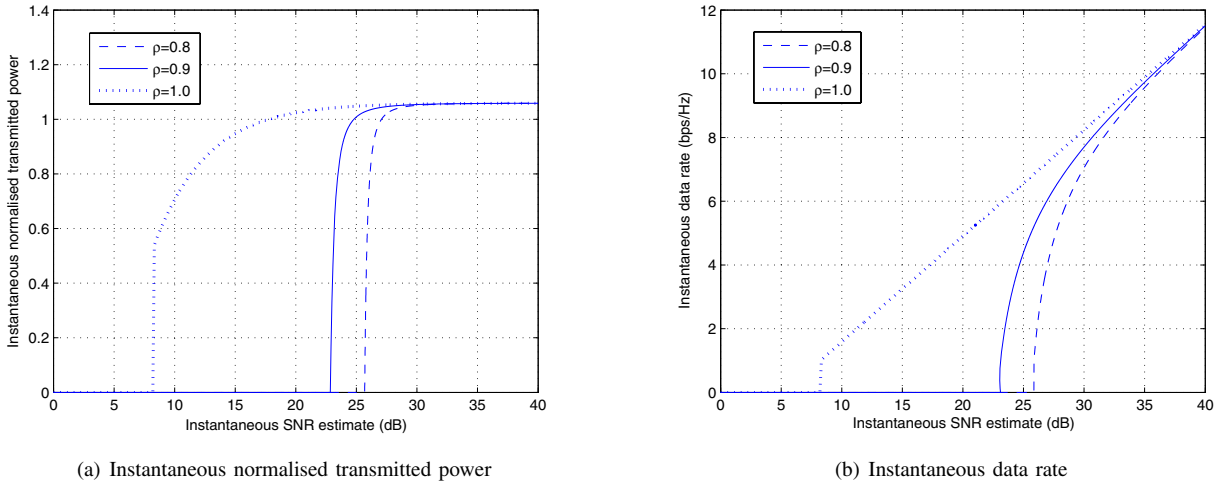 1.4
1.2
1
0.8
0.6
0.4
0.2
0
Instantaneous normalised transmitted power
ρ=0.8
ρ=0.9
ρ=1.0
0 5 10 15 20 25 30 35 40
Instantaneous SNR estimate (dB)
(a) Instantaneous normalised transmitted power
12
10
8
6
4
2
0
Instantaneous data rate (bps/Hz)
ρ=0.8
ρ=0.9
ρ=1.0
0 5 10 15 20 25 30 35 40
Instantaneous SNR estimate (dB)
(b) Instantaneous data rate